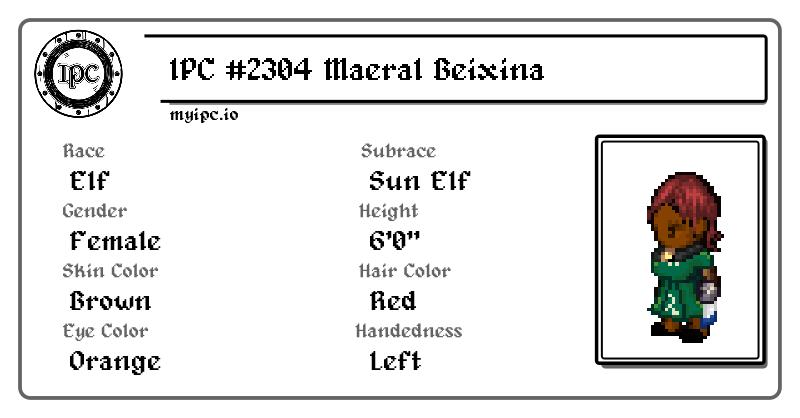 IPC
IPC #2304 Maeral Beixina
myipc.io
Race
Elf
Subrace
Sun Elf
Gender
Female
Height
6'0"
Skin Color
Brown
Hair Color
Red
Eye Color
Orange
Handedness
Left